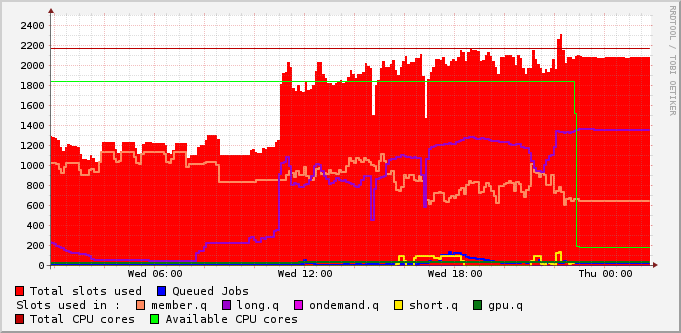 RRDTOOL / TOBI OETIKER
2400
2200
2000
1800
1600
1400
1200
1000
800
600
400
200
0
Wed 06:00 Wed 12:00 Wed 18:00 Thu 00:00
Total slots used Queued Jobs
Slots used in : member.q long.q ondemand.q short.q gpu.q
Total CPU cores Available CPU cores